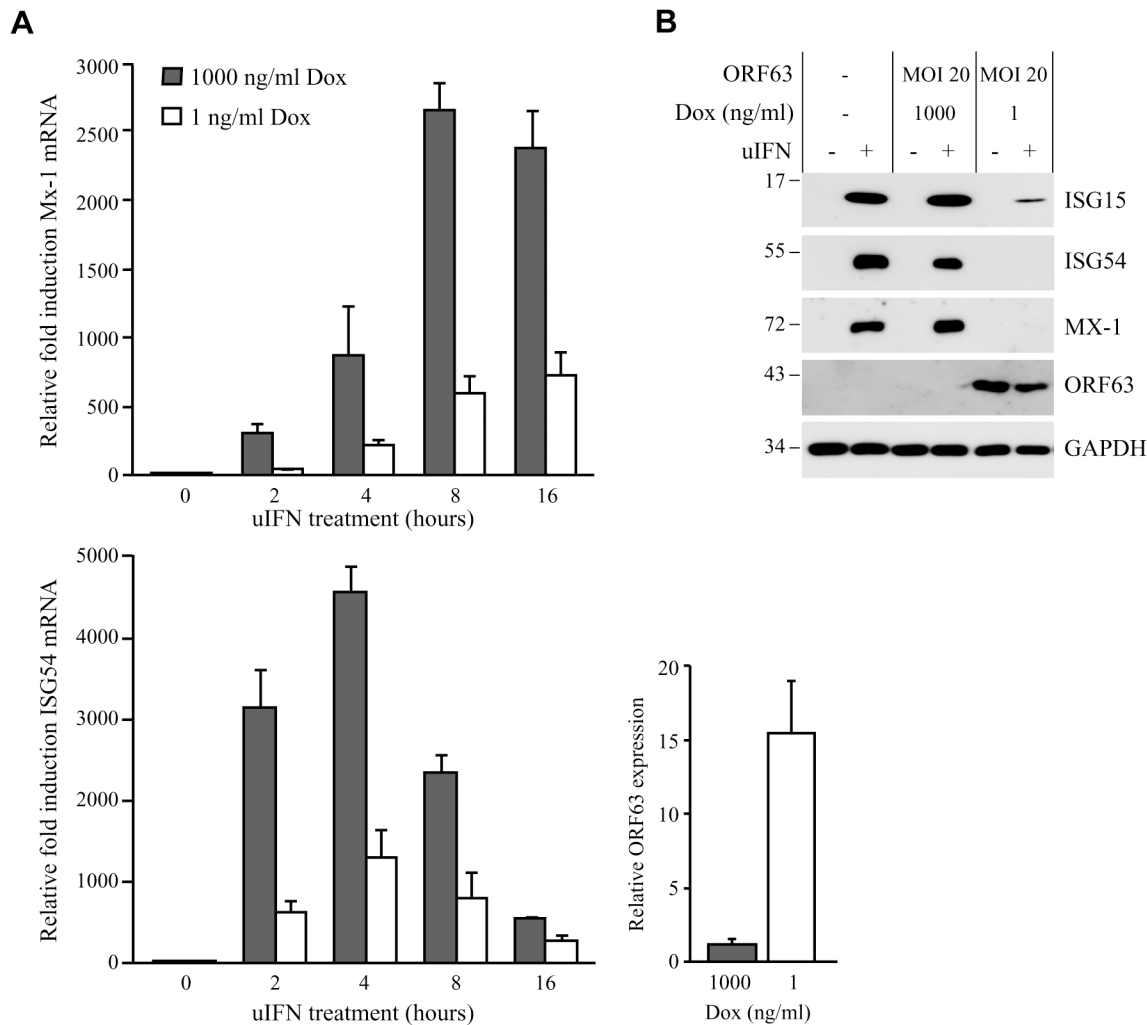 A
Relative fold induction Mx-1 mRNA
3000
2500
2000
1500
1000
500
0
1000 ng/ml Dox
1 ng/ml Dox
0 2 4 8 16
uIFN treatment (hours)
Relative fold induction ISG54 mRNA
5000
4000
3000
2000
1000
0
0 2 4 8 16
uIFN treatment (hours)
B
ORF63 - MOI 20 MOI 20
Dox (ng/ml) - 1000 1
uIFN - + - + - +
17 ISG15
55 ISG54
72 MX-1
43 ORF63
34 GAPDH
Relative ORF63 expression
20
15
10
5
0
1000 1
Dox (ng/ml)